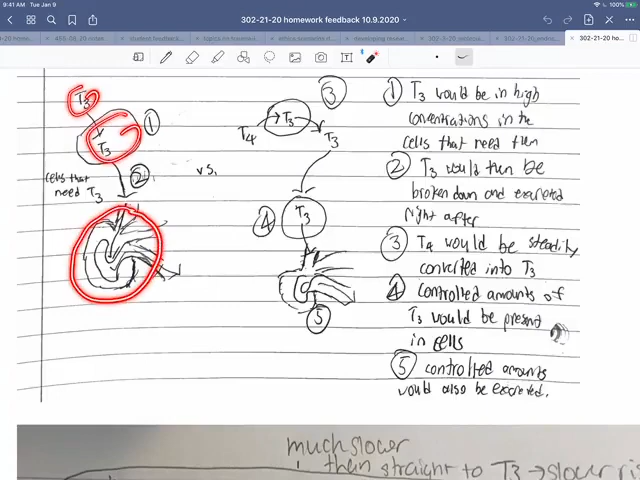 9:41 AM Tue Jan 9
302-21-20 homework feedback 10.9.2020
T3
T3
1
2
cells that
need T3
vs.
3
T4
T3
T3
4
T3
5
1 T3 would be in high
concentrations in the
cells that need them
2 T3 would then be
broken down and excreted
right after
3 T4 would be steadily
converted into T3
4 controlled amounts of
T3 would be present
in cells
5 controlled amounts
would also be excreted.
much slower
then straight to T3 → slow